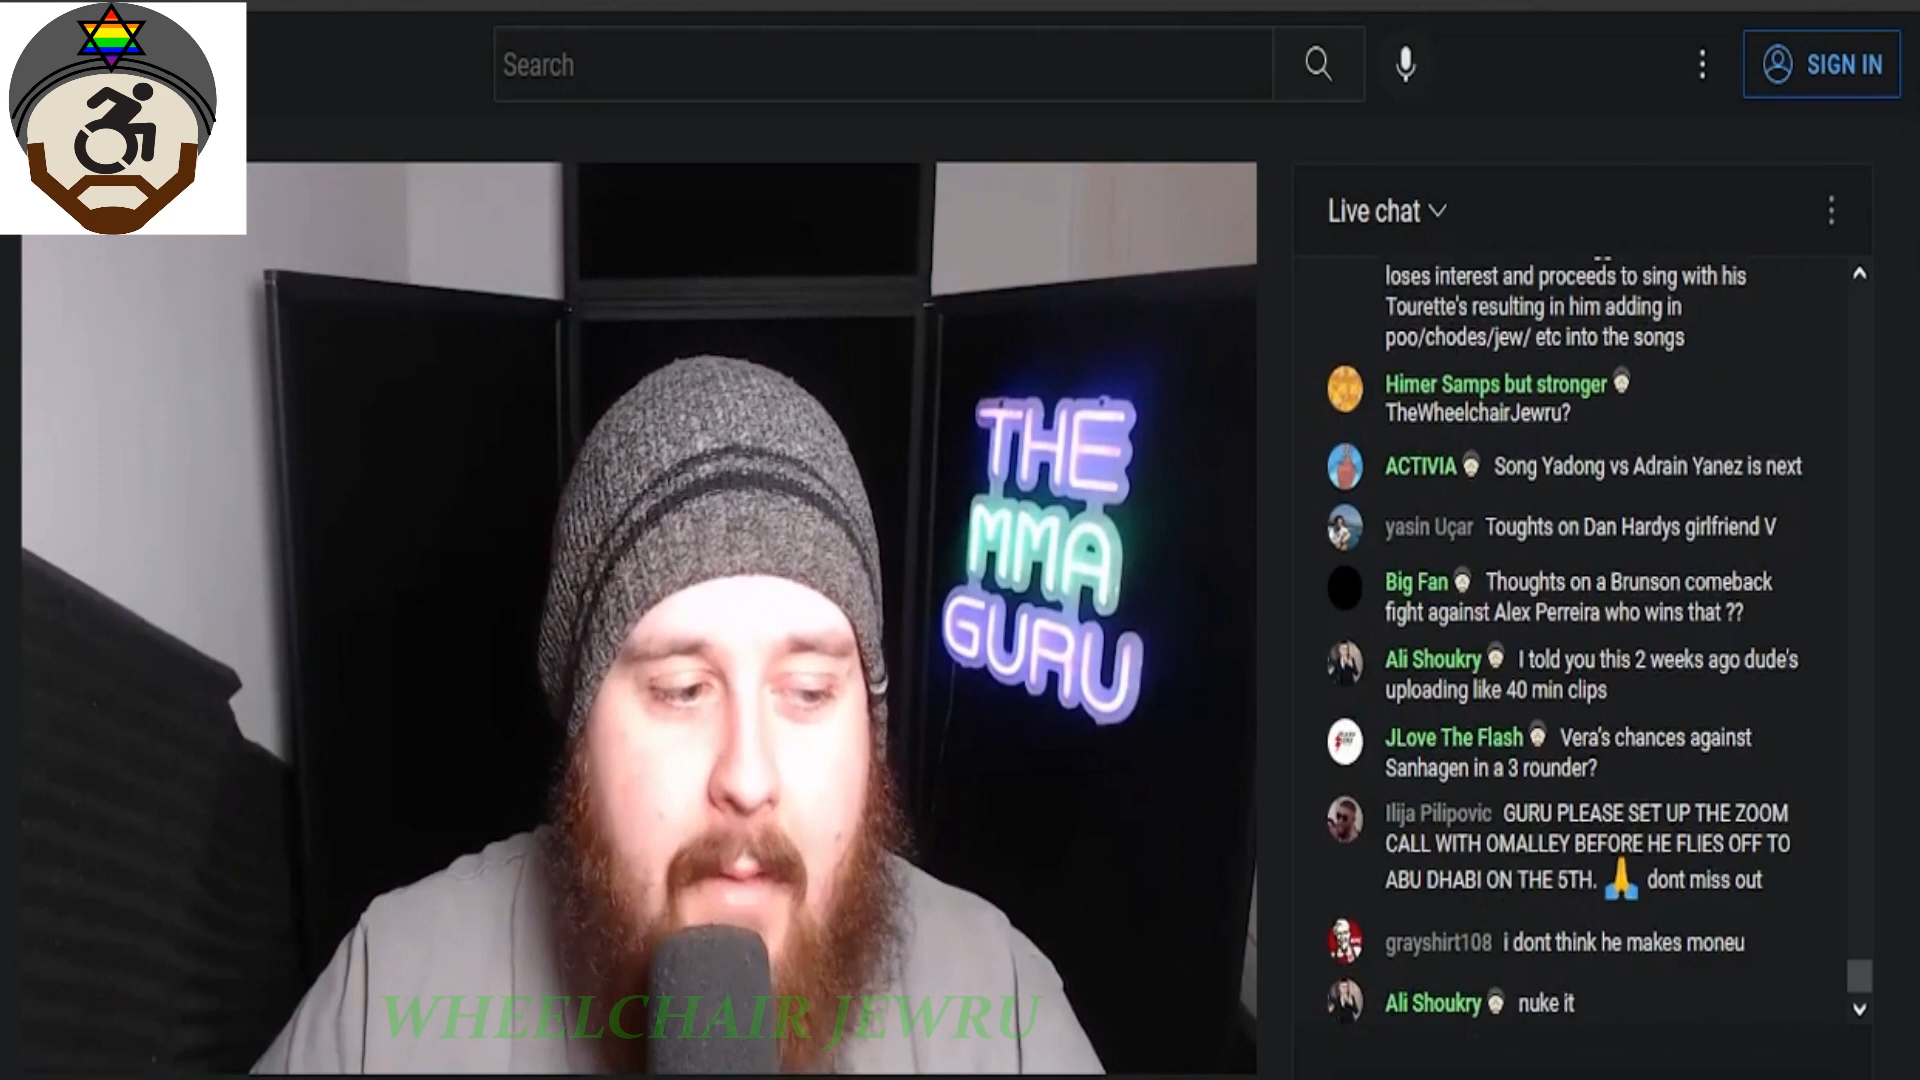 Search
SIGN IN
THE
MMA
GURU
WHEELCHAIR JEWRU
Live chat
loses interest and proceeds to sing with his
Tourette's resulting in him adding in
poo/chodes/jew/ etc into the songs
Himer Samps but stronger
TheWheelchairJewru?
ACTIVIA Song Yadong vs Adrain Yanez is next
yasin Uçar Toughts on Dan Hardys girlfriend V
Big Fan Thoughts on a Brunson comeback
fight against Alex Perreira who wins that ??
Ali Shoukry I told you this 2 weeks ago dude's
uploading like 40 min clips
JLove The Flash Vera's chances against
Sanhagen in a 3 rounder?
Ilija Pilipovic GURU PLEASE SET UP THE ZOOM
CALL WITH OMALLEY BEFORE HE FLIES OFF TO
ABU DHABI ON THE 5TH. 🙏 dont miss out
grayshirt108 i dont think he makes moneu
Ali Shoukry nuke it